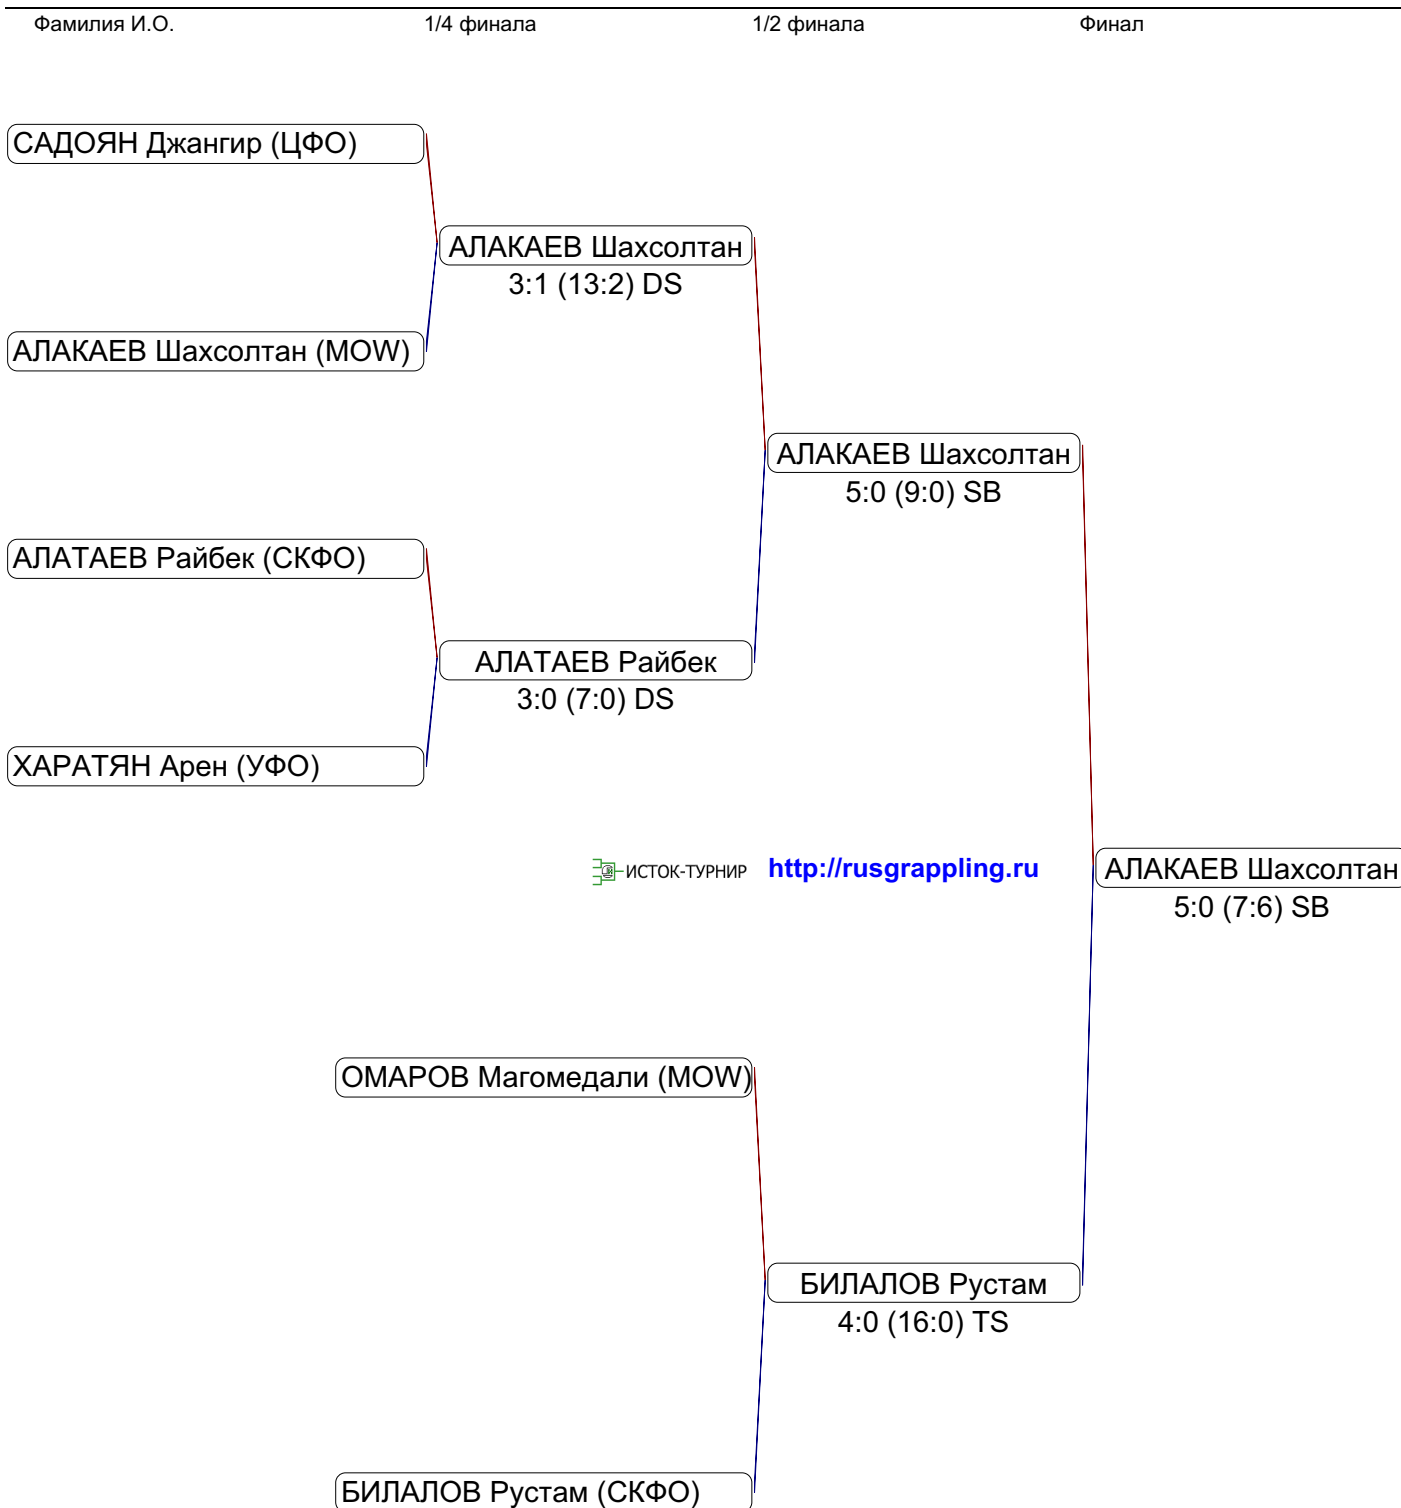 Фамилия И.О. 1/4 финала 1/2 финала Финал
САДОЯН Джангир (ЦФО)
АЛАКАЕВ Шахсолтан
3:1 (13:2) DS
АЛАКАЕВ Шахсолтан (MOW)
АЛАКАЕВ Шахсолтан
5:0 (9:0) SB
АЛАТАЕВ Райбек (СКФО)
АЛАТАЕВ Райбек
3:0 (7:0) DS
ХАРАТЯН Арен (УФО)
ИСТОК-ТУРНИР http://rusgrappling.ru АЛАКАЕВ Шахсолтан
5:0 (7:6) SB
ОМАРОВ Магомедали (MOW)
БИЛАЛОВ Рустам
4:0 (16:0) TS
БИЛАЛОВ Рустам (СКФО)